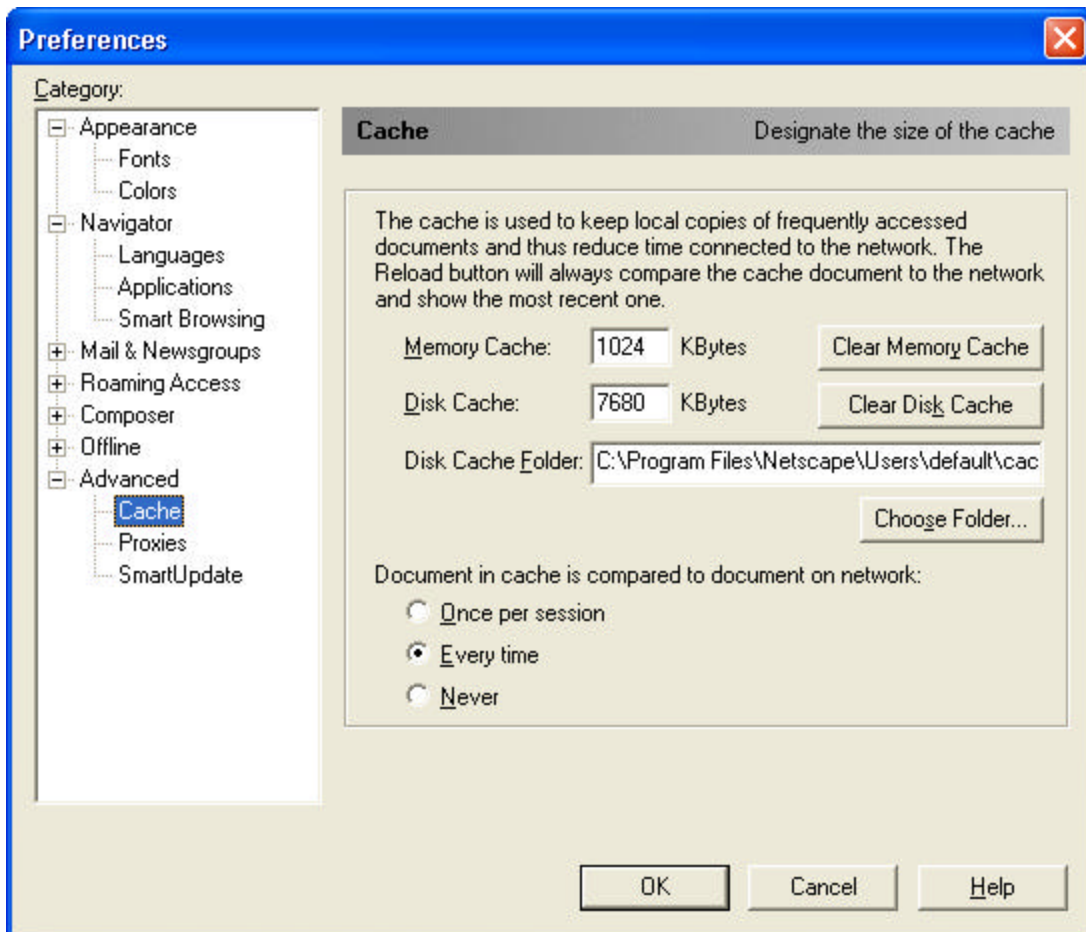 Preferences
Category:
Appearance
Fonts
Colors
Navigator
Languages
Applications
Smart Browsing
Mail & Newsgroups
Roaming Access
Composer
Offline
Advanced
Cache
Proxies
SmartUpdate
Cache Designate the size of the cache
The cache is used to keep local copies of frequently accessed
documents and thus reduce time connected to the network. The
Reload button will always compare the cache document to the network
and show the most recent one.
Memory Cache: 1024 KBytes Clear Memory Cache
Disk Cache: 7680 KBytes Clear Disk Cache
Disk Cache Folder: C:\Program Files\Netscape\Users\default\cac
Choose Folder...
Document in cache is compared to document on network:
Once per session
Every time
Never
OK Cancel Help